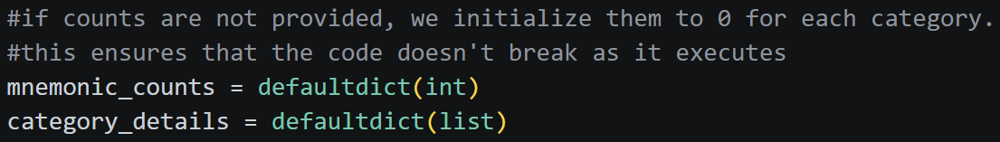 #if counts are not provided, we initialize them to 0 for each category.
#this ensures that the code doesn't break as it executes
mnemonic_counts = defaultdict(int)
category_details = defaultdict(list)